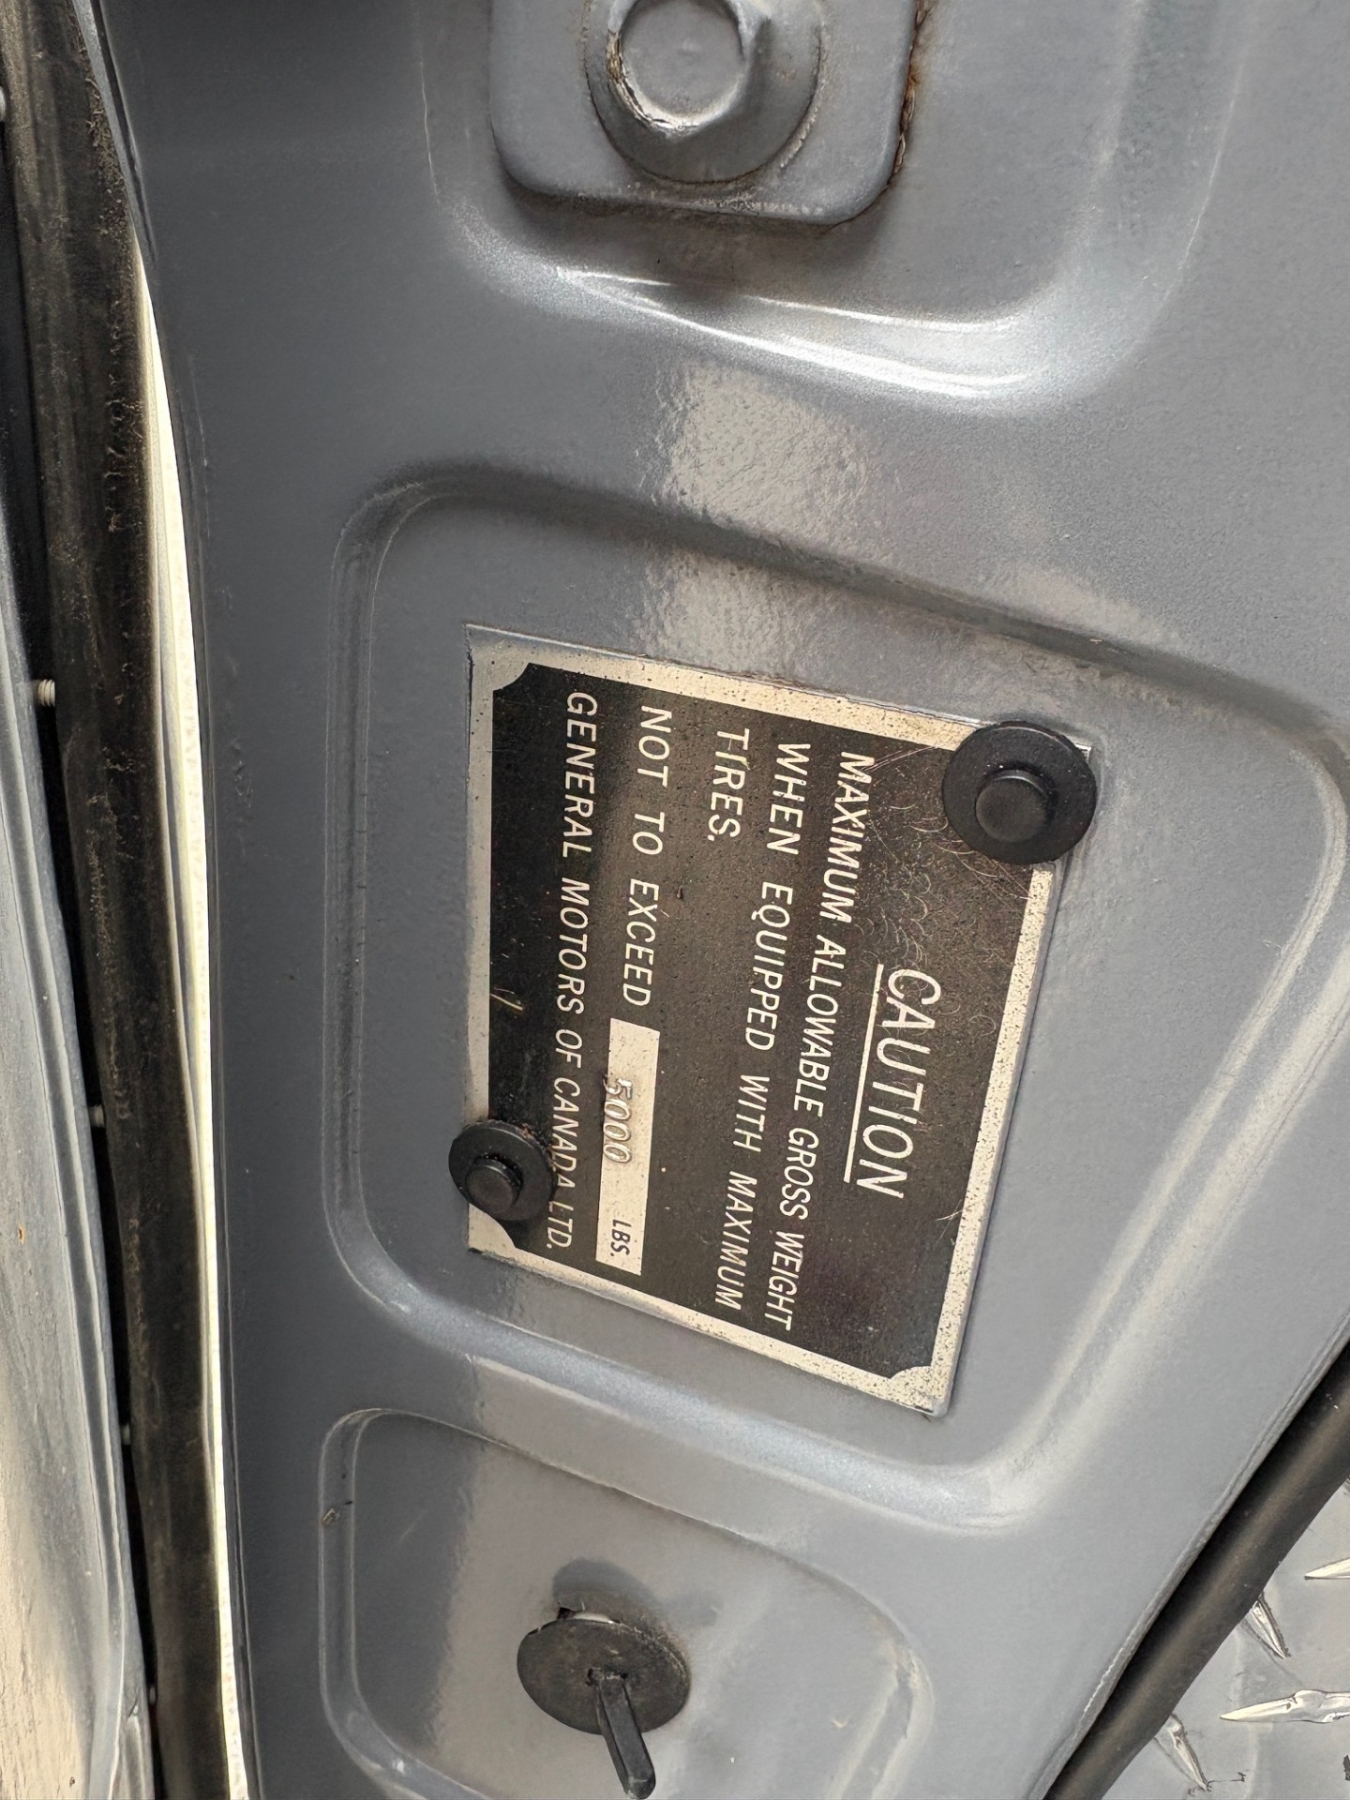 CAUTION
MAXIMUM ALLOWABLE GROSS WEIGHT
WHEN EQUIPPED WITH MAXIMUM
TIRES.
NOT TO EXCEED 5000 LBS.
GENERAL MOTORS OF CANADA LTD.